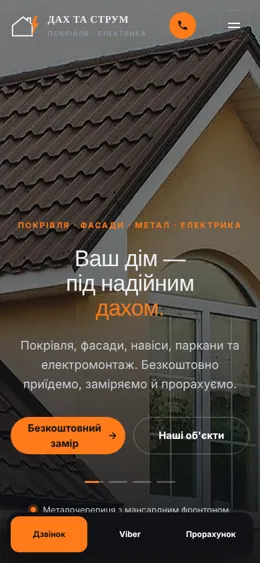 ДАХ ТА СТРУМ
ПОКРІВЛЯ · ЕЛЕКТРИКА
ПОКРІВЛЯ · ФАСАДИ · МЕТАЛ · ЕЛЕКТРИКА
Ваш дім —
під надійним
дахом.
Покрівля, фасади, навіси, паркани та
електромонтаж. Безкоштовно
приїдемо, заміряємо й прорахуємо.
Безкоштовний
замір →
Наші об'єкти
Металочерепиця з мансардним фронтоном
Дзвінок
Viber
Прорахунок